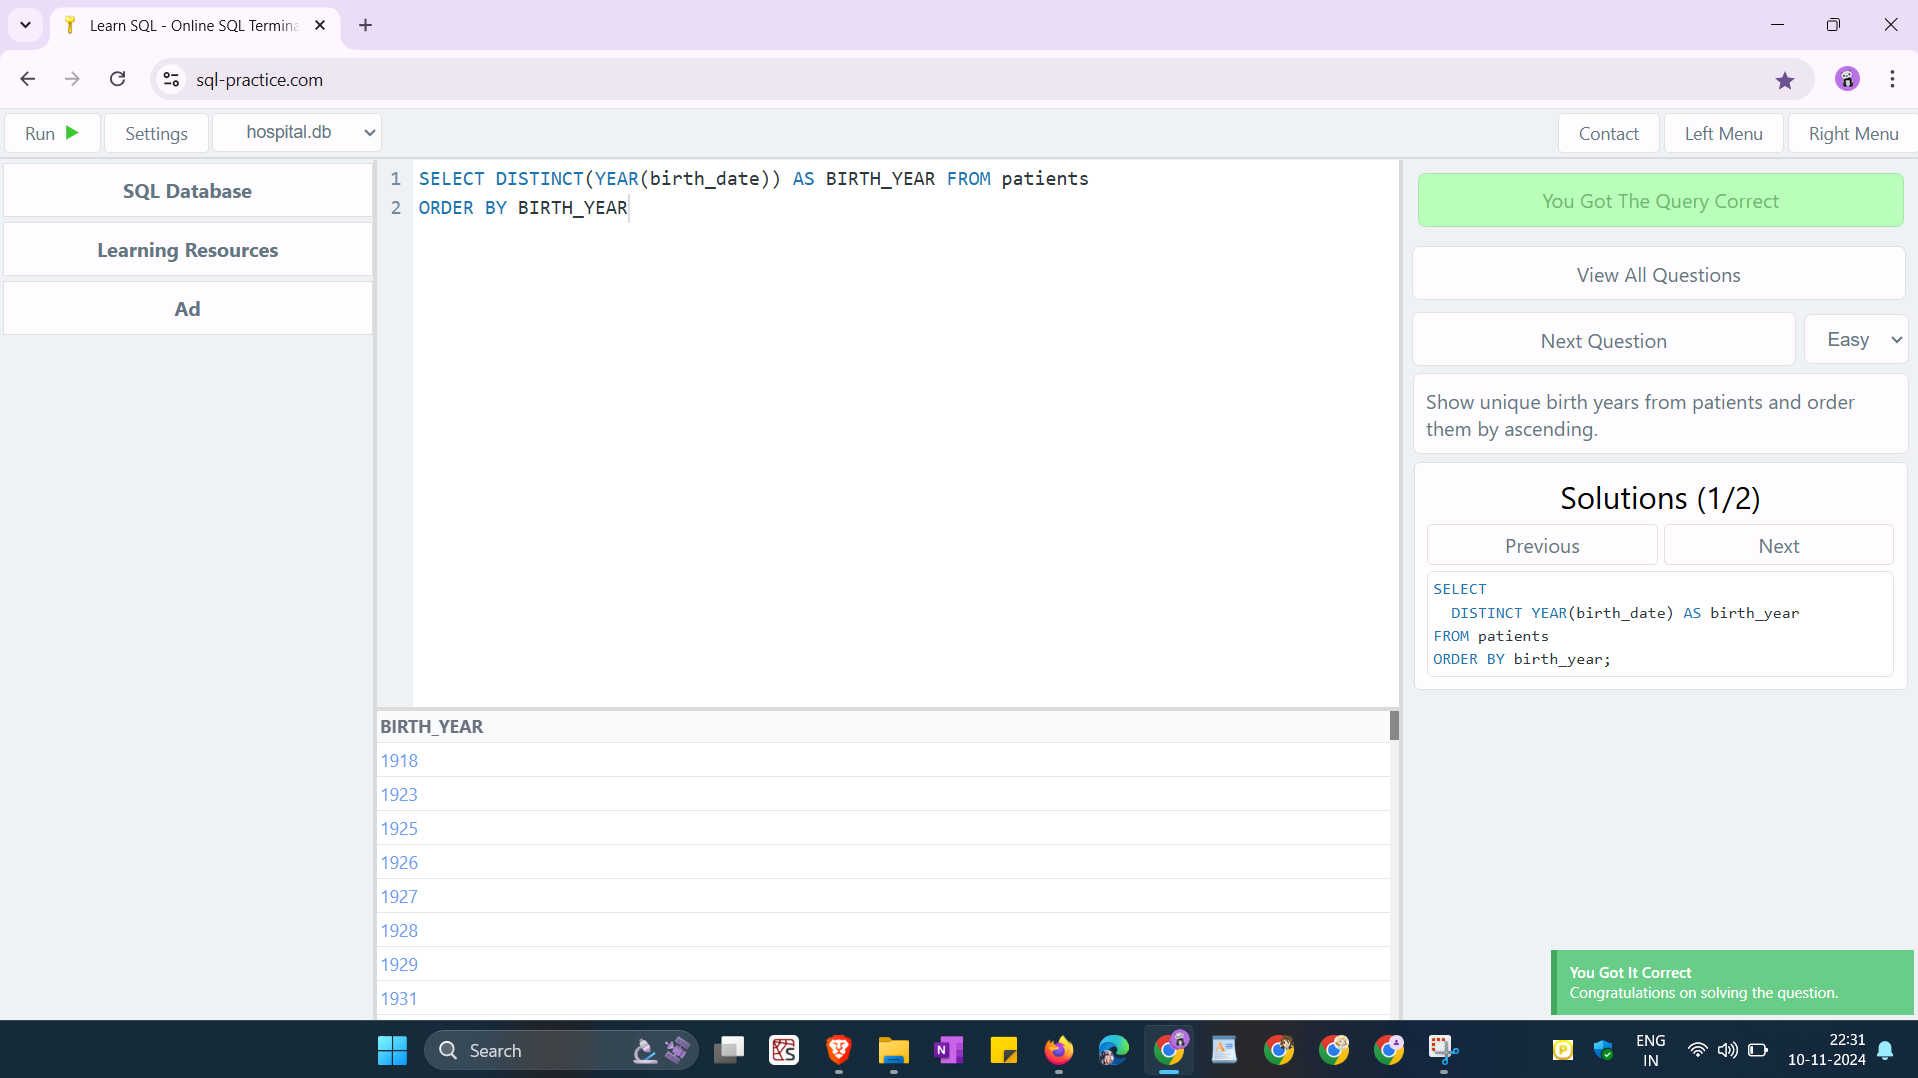 Learn SQL - Online SQL Termina
sql-practice.com
Run
Settings
hospital.db
Contact
Left Menu
Right Menu
SQL Database
Learning Resources
Ad
1 SELECT DISTINCT(YEAR(birth_date)) AS BIRTH_YEAR FROM patients
2 ORDER BY BIRTH_YEAR
BIRTH_YEAR
1918
1923
1925
1926
1927
1928
1929
1931
You Got The Query Correct
View All Questions
Next Question
Easy
Show unique birth years from patients and order
them by ascending.
Solutions (1/2)
Previous
Next
SELECT
DISTINCT YEAR(birth_date) AS birth_year
FROM patients
ORDER BY birth_year;
You Got It Correct
Congratulations on solving the question.
Search
ENG
IN
22:31
10-11-2024